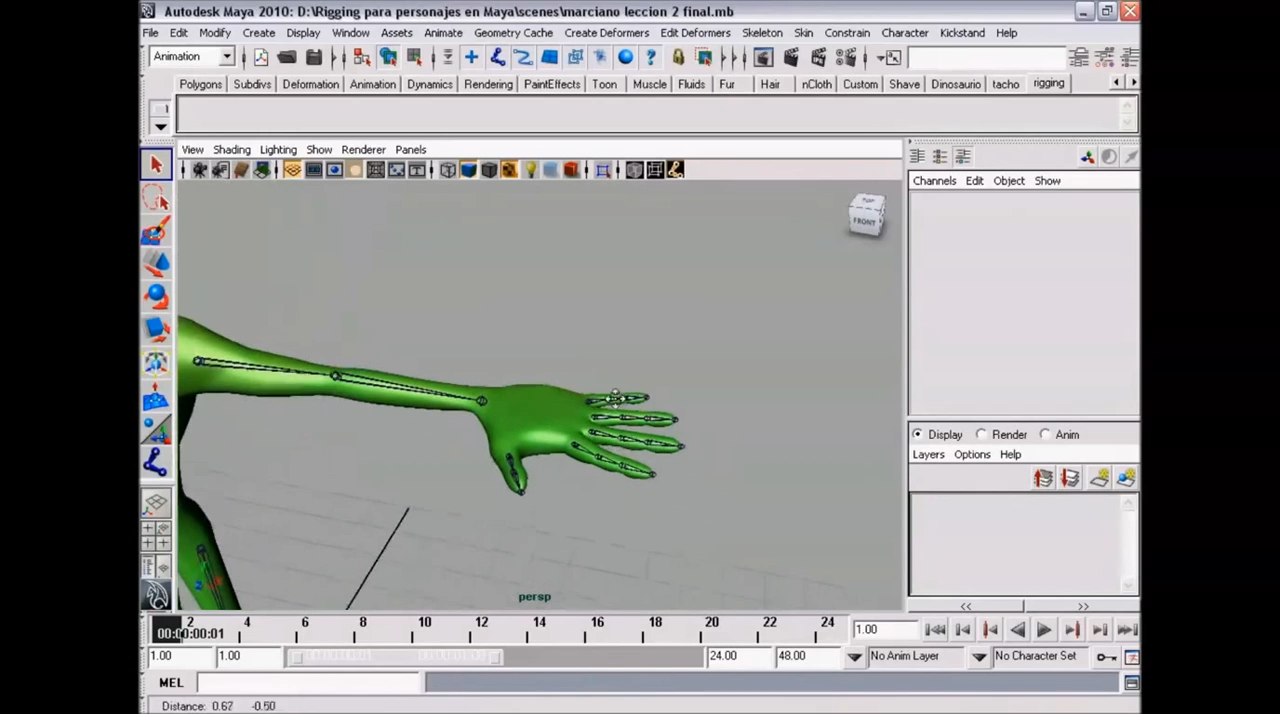 Autodesk Maya 2010: D:\Rigging para personajes en Maya\scenes\marciano leccion 2 final.mb
File Edit Modify Create Display Window Assets Animate Geometry Cache Create Deformers Edit Deformers Skeleton Skin Constrain Character Kickstand Help
Animation
Polygons Subdivs Deformation Animation Dynamics Rendering PaintEffects Toon Muscle Fluids Fur Hair nCloth Custom Shave Dinosaurio tacho rigging
View Shading Lighting Show Renderer Panels
Channels Edit Object Show
TOP
FRONT
Display Render Anim
Layers Options Help
persp
<< >>
2 4 6 8 10 12 14 16 18 20 22 24
00:00:00:01
1.00
1.00 1.00 24.00 48.00 No Anim Layer No Character Set
MEL
Distance: 0.67 -0.50